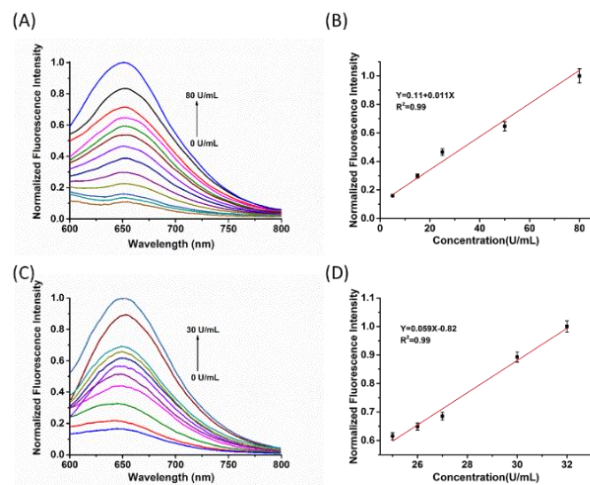 (A)
Normalized Fluorescence Intensity
1.0
0.8
0.6
0.4
0.2
0.0
80 U/mL
0 U/mL
600 650 700 750 800
Wavelength (nm)
(B)
Normalized Fluorescence Intensity
1.0
0.8
0.6
0.4
0.2
0.0
Y=0.11+0.011X
R²=0.99
0 20 40 60 80
Concentration(U/mL)
(C)
Normalized Fluorescence Intensity
1.0
0.8
0.6
0.4
0.2
0.0
30 U/mL
0 U/mL
600 650 700 750 800
Wavelength (nm)
(D)
Normalized Fluorescence Intensity
1.1
1.0
0.9
0.8
0.7
0.6
Y=0.059X-0.82
R²=0.99
26 28 30 32
Concentration(U/mL)